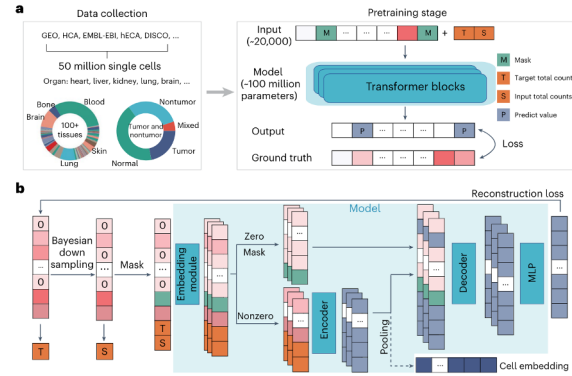 a
Data collection
GEO, HCA, EMBL-EBI, hECA, DISCO, ...
50 million single cells
Organ: heart, liver, kidney, lung, brain, ...
Bone
Blood
Brain
100+
tissues
Skin
Lung
Nontumor
Mixed
Tumor and
nontumor
Tumor
Normal
Pretraining stage
Input
(~20,000)
M
...
...
M
+
T
S
Model
(~100 million
parameters)
Transformer blocks
M
Mask
T
Target total count
S
Input total counts
P
Predict value
Output
P
...
...
P
Loss
Ground truth
...
...
b
Reconstruction loss
Model
0
0
...
0
T
Bayesian
down
sampling
0
0
...
0
S
Mask
0
0
...
0
T
S
Embedding
module
...
Zero
Mask
Nonzero
...
...
Encoder
...
Pooling
...
Decoder
...
MLP
...
...
Cell embedding